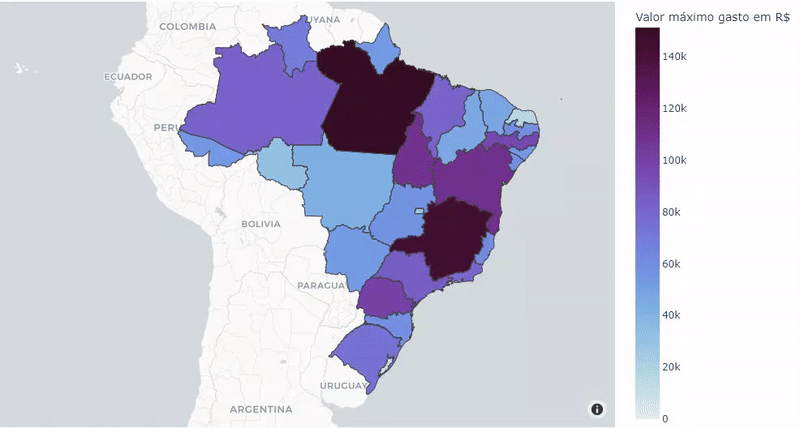 Valor máximo gasto em R$
UYANA
COLOMBIA
ECUADOR
PERU
BOLIVIA
PARAGUA
URUGUAY
ARGENTINA
140k
120k
100k
80k
60k
40k
20k
0
i